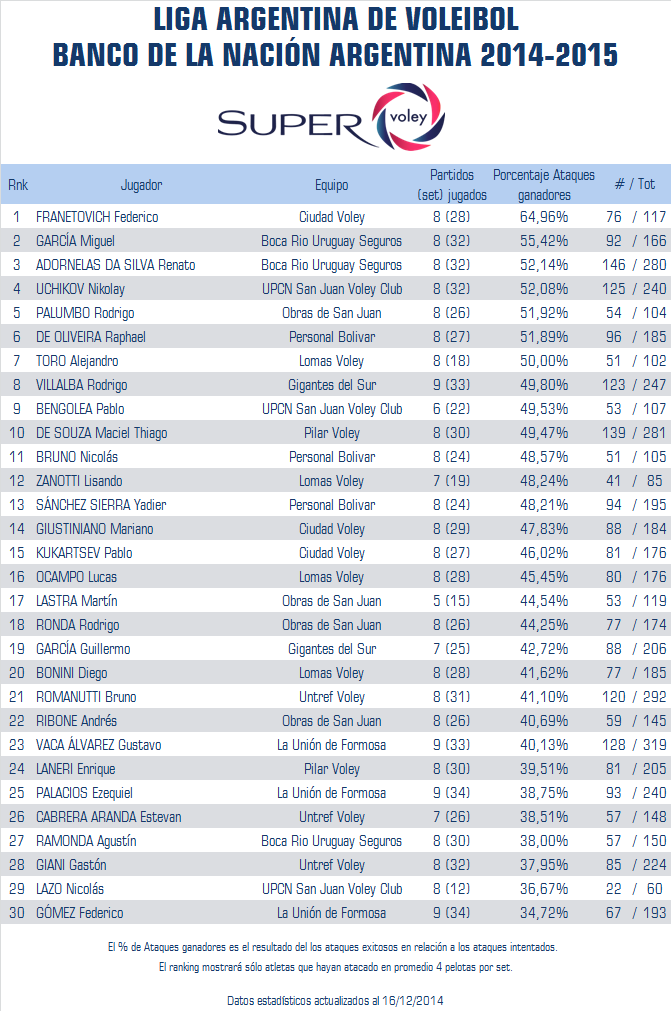 LIGA ARGENTINA DE VOLEIBOL
BANCO DE LA NACIÓN ARGENTINA 2014-2015
SUPER voley
Rnk Jugador Equipo Partidos (set) jugados Porcentaje Ataques ganadores # / Tot
1 FRANETOVICH Federico Ciudad Voley 8 (28) 64,96% 76 / 117
2 GARCÍA Miguel Boca Rio Uruguay Seguros 8 (32) 55,42% 92 / 166
3 ADORNELAS DA SILVA Renato Boca Rio Uruguay Seguros 8 (32) 52,14% 146 / 280
4 UCHIKOV Nikolay UPCN San Juan Voley Club 8 (32) 52,08% 125 / 240
5 PALUMBO Rodrigo Obras de San Juan 8 (26) 51,92% 54 / 104
6 DE OLIVEIRA Raphael Personal Bolivar 8 (27) 51,89% 96 / 185
7 TORO Alejandro Lomas Voley 8 (18) 50,00% 51 / 102
8 VILLALBA Rodrigo Gigantes del Sur 9 (33) 49,80% 123 / 247
9 BENGOLEA Pablo UPCN San Juan Voley Club 6 (22) 49,53% 53 / 107
10 DE SOUZA Maciel Thiago Pilar Voley 8 (30) 49,47% 139 / 281
11 BRUNO Nicolás Personal Bolivar 8 (24) 48,57% 51 / 105
12 ZANOTTI Lisando Lomas Voley 7 (19) 48,24% 41 / 85
13 SÁNCHEZ SIERRA Yadier Personal Bolivar 8 (24) 48,21% 94 / 195
14 GIUSTINIANO Mariano Ciudad Voley 8 (29) 47,83% 88 / 184
15 KUKARTSEV Pablo Ciudad Voley 8 (27) 46,02% 81 / 176
16 OCAMPO Lucas Lomas Voley 8 (28) 45,45% 80 / 176
17 LASTRA Martín Obras de San Juan 5 (15) 44,54% 53 / 119
18 RONDA Rodrigo Obras de San Juan 8 (26) 44,25% 77 / 174
19 GARCÍA Guillermo Gigantes del Sur 7 (25) 42,72% 88 / 206
20 BONINI Diego Lomas Voley 8 (28) 41,62% 77 / 185
21 ROMANUTTI Bruno Untref Voley 8 (31) 41,10% 120 / 292
22 RIBONE Andrés Obras de San Juan 8 (26) 40,69% 59 / 145
23 VACA ÁLVAREZ Gustavo La Unión de Formosa 9 (33) 40,13% 128 / 319
24 LANERI Enrique Pilar Voley 8 (30) 39,51% 81 / 205
25 PALACIOS Ezequiel La Unión de Formosa 9 (34) 38,75% 93 / 240
26 CABRERA ARANDA Estevan Untref Voley 7 (26) 38,51% 57 / 148
27 RAMONDA Agustín Boca Rio Uruguay Seguros 8 (30) 38,00% 57 / 150
28 GIANI Gastón Untref Voley 8 (32) 37,95% 85 / 224
29 LAZO Nicolás UPCN San Juan Voley Club 8 (12) 36,67% 22 / 60
30 GÓMEZ Federico La Unión de Formosa 9 (34) 34,72% 67 / 193
El % de Ataques ganadores es el resultado del los ataques exitosos en relación a los ataques intentados.
El ranking mostrará sólo atletas que hayan atacado en promedio 4 pelotas por set.
Datos estadísticos actualizados al 16/12/2014